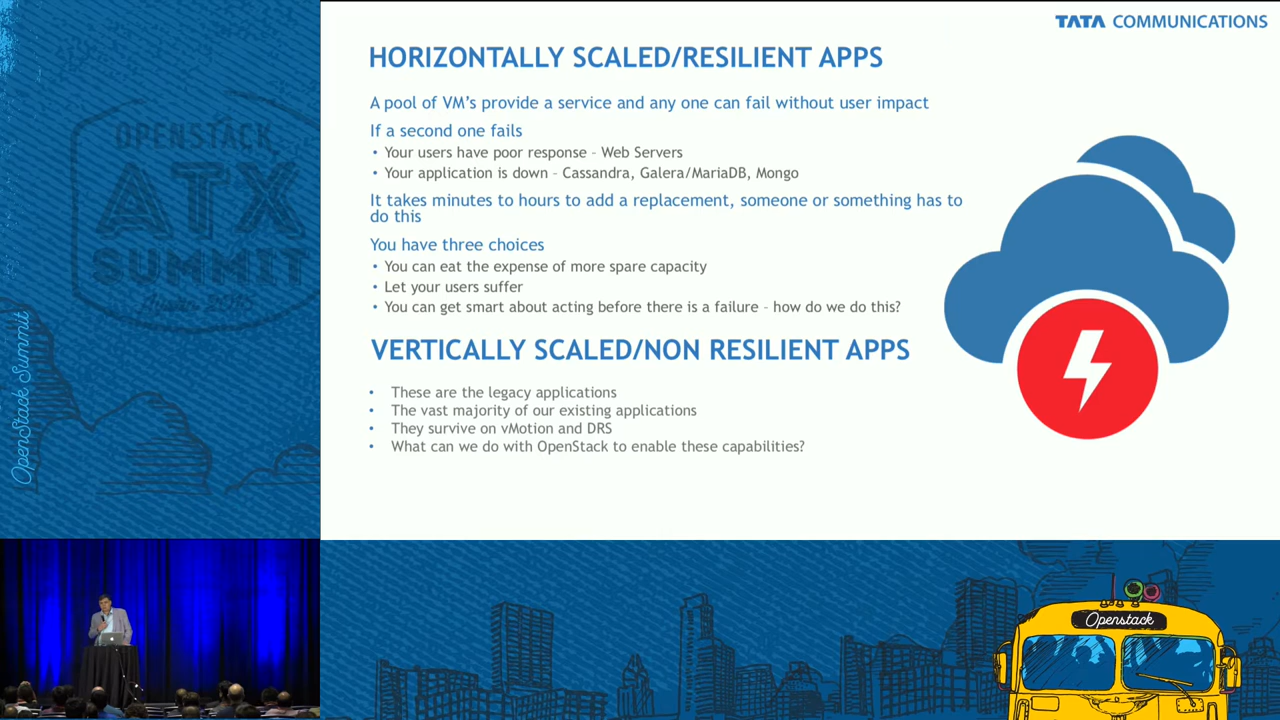 TATA COMMUNICATIONS
HORIZONTALLY SCALED/RESILIENT APPS
A pool of VM's provide a service and any one can fail without user impact
If a second one fails
• Your users have poor response – Web Servers
• Your application is down – Cassandra, Galera/MariaDB, Mongo
It takes minutes to hours to add a replacement, someone or something has to
do this
You have three choices
• You can eat the expense of more spare capacity
• Let your users suffer
• You can get smart about acting before there is a failure – how do we do this?
VERTICALLY SCALED/NON RESILIENT APPS
• These are the legacy applications
• The vast majority of our existing applications
• They survive on vMotion and DRS
• What can we do with OpenStack to enable these capabilities?
OPENSTACK
ATX
SUMMIT
OpenStack Summit
Openstack